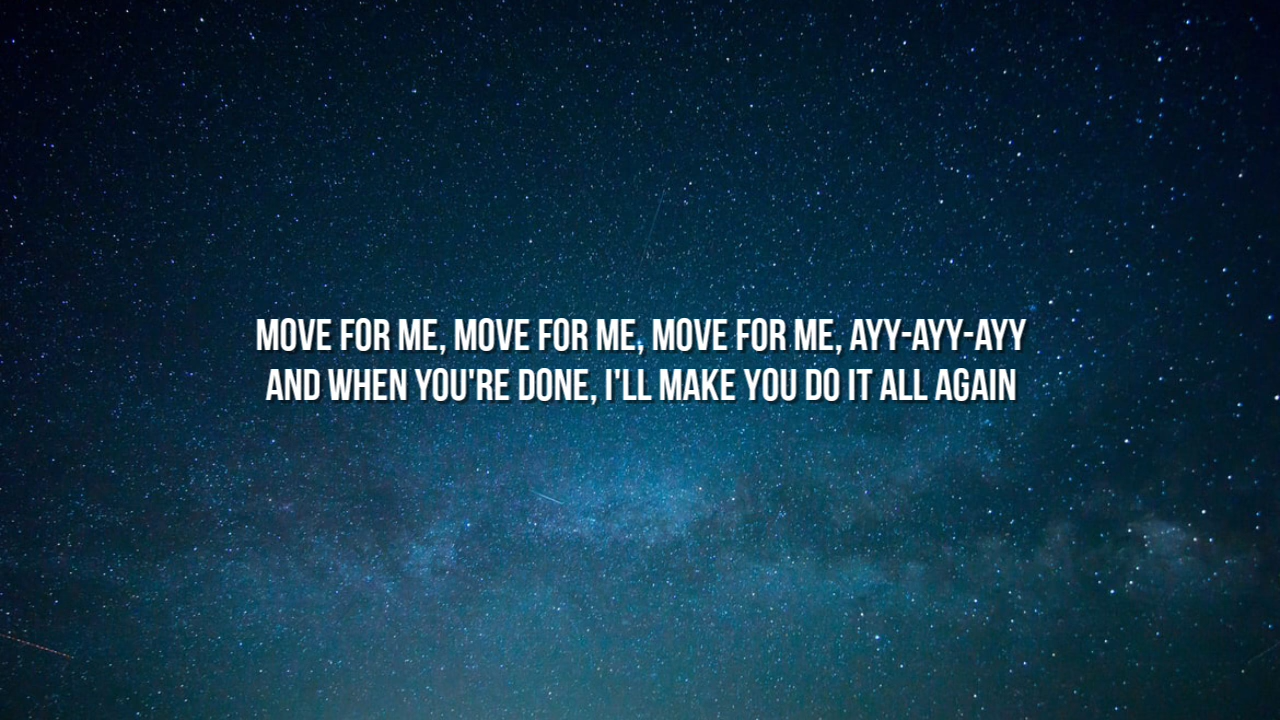 MOVE FOR ME, MOVE FOR ME, MOVE FOR ME, AYY-AYY-AYY
AND WHEN YOU'RE DONE, I'LL MAKE YOU DO IT ALL AGAIN